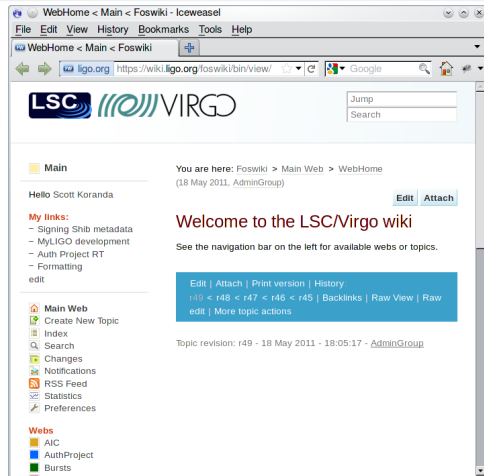 WebHome < Main < Foswiki - Iceweasel
File Edit View History Bookmarks Tools Help
WebHome < Main < Foswiki
ligo.org https://wiki.ligo.org/foswiki/bin/view/ Google
LSC VIRGO
Jump
Search
Main
Hello Scott Koranda
My links:
– Signing Shib metadata
– MyLIGO development
– Auth Project RT
– Formatting
edit
Main Web
Create New Topic
Index
Search
Changes
Notifications
RSS Feed
Statistics
Preferences
Webs
AIC
AuthProject
Bursts
You are here: Foswiki > Main Web > WebHome
(18 May 2011, AdminGroup)
Edit Attach
Welcome to the LSC/Virgo wiki
See the navigation bar on the left for available webs or topics.
Edit | Attach | Print version | History:
r49 < r48 < r47 < r46 < r45 | Backlinks | Raw View | Raw
edit | More topic actions
Topic revision: r49 - 18 May 2011 - 18:05:17 - AdminGroup